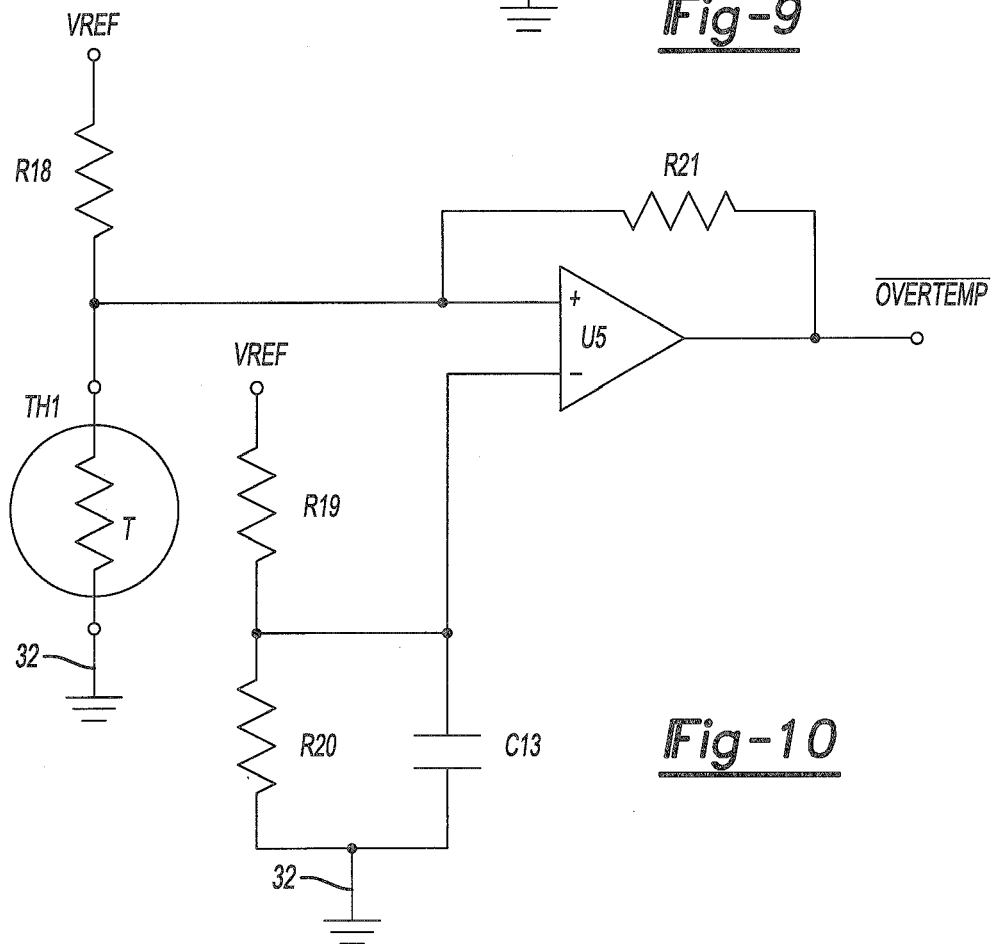 Fig-9
VREF
R18
R21
+
U5
-
OVERTEMP
VREF
TH1
T
R19
32
R20
C13
Fig-10
32